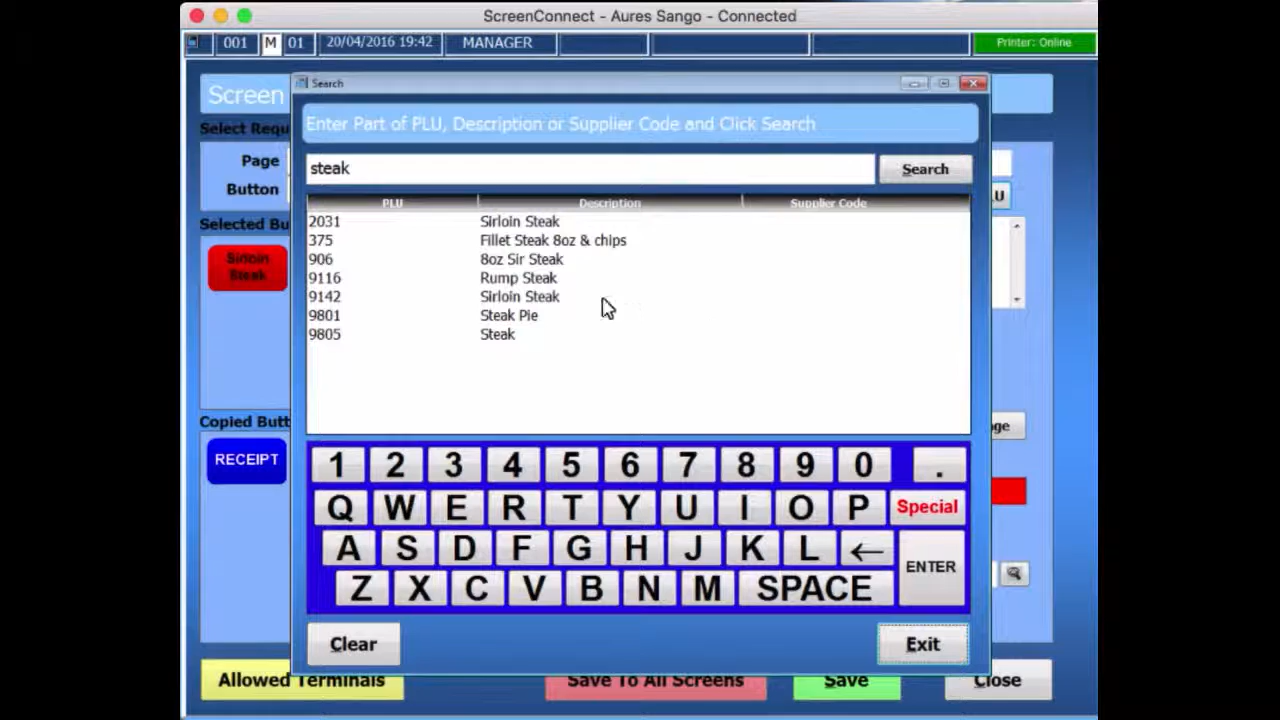 ScreenConnect - Aures Sango - Connected
001 M 01 20/04/2016 19:42 MANAGER Printer: Online
Screen
Search
Enter Part of PLU, Description or Supplier Code and Click Search
Select Requ
Page
Button
steak
Search
PLU Description Supplier Code
2031 Sirloin Steak
375 Fillet Steak 8oz & chips
906 8oz Sir Steak
9116 Rump Steak
9142 Sirloin Steak
9801 Steak Pie
9805 Steak
LU
Selected Bu
Sirloin
Steak
Copied Butt
RECEIPT
ge
1 2 3 4 5 6 7 8 9 0 .
Q W E R T Y U I O P Special
A S D F G H J K L ← ENTER
Z X C V B N M SPACE
Clear
Exit
Allowed Terminals
Save To All Screens
Save
Close